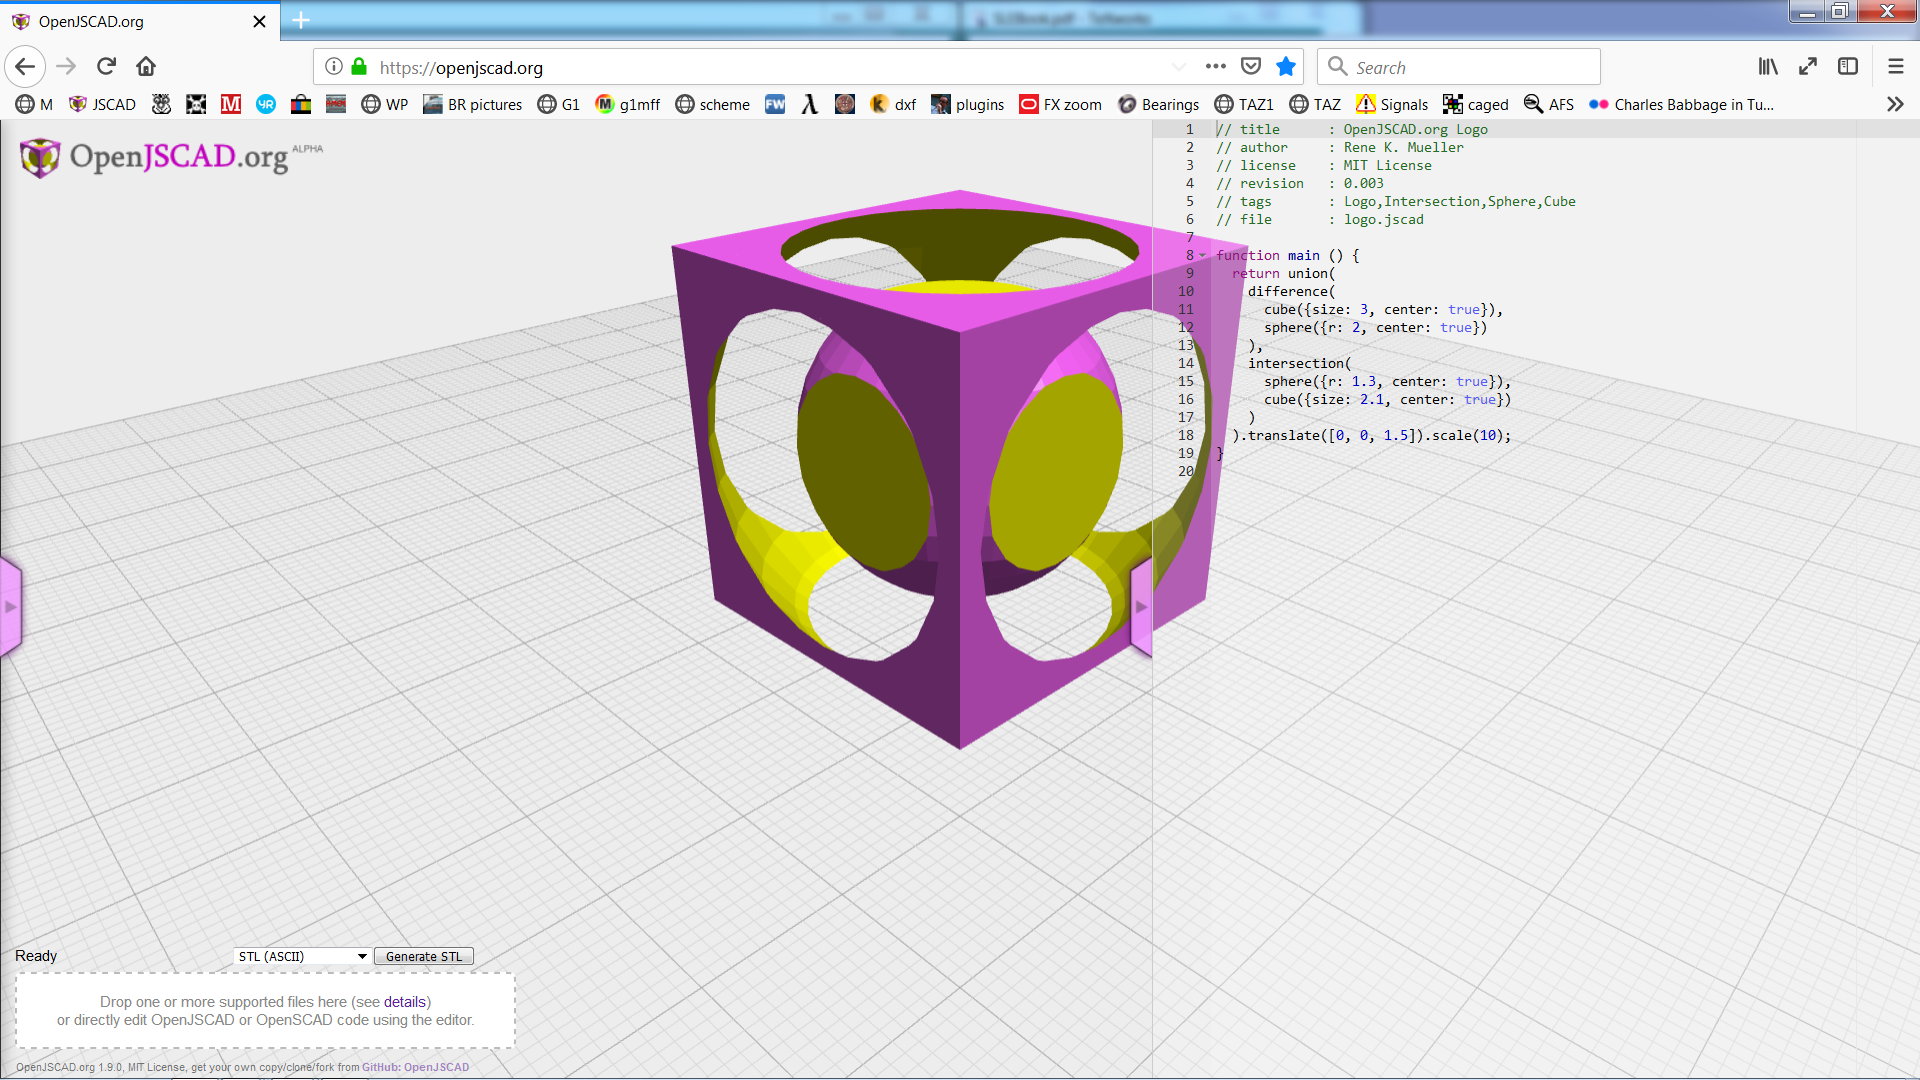 OpenJSCAD.org
https://openjscad.org
Search
M
JSCAD
WP
BR pictures
G1
g1mff
scheme
dxf
plugins
FX zoom
Bearings
TAZ1
TAZ
Signals
caged
AFS
Charles Babbage in Tu...
OpenJSCAD.org ALPHA
1 // title      : OpenJSCAD.org Logo
2 // author     : Rene K. Mueller
3 // license    : MIT License
4 // revision   : 0.003
5 // tags       : Logo,Intersection,Sphere,Cube
6 // file       : logo.jscad
7
8 function main () {
9   return union(
10     difference(
11       cube({size: 3, center: true}),
12       sphere({r: 2, center: true})
13     ),
14     intersection(
15       sphere({r: 1.3, center: true}),
16       cube({size: 2.1, center: true})
17     )
18   ).translate([0, 0, 1.5]).scale(10);
19 }
20
Ready
STL (ASCII)
Generate STL
Drop one or more supported files here (see details)
or directly edit OpenJSCAD or OpenSCAD code using the editor.
OpenJSCAD.org 1.9.0, MIT License, get your own copy/clone/fork from GitHub: OpenJSCAD